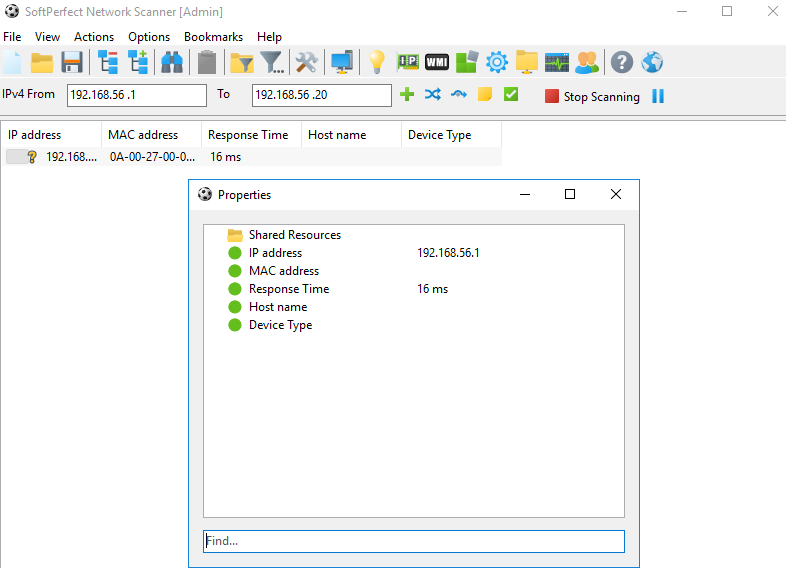 SoftPerfect Network Scanner [Admin]
File View Actions Options Bookmarks Help
IP WMI ?
IPv4 From 192.168.56 .1 To 192.168.56 .20 Stop Scanning
IP address MAC address Response Time Host name Device Type
? 192.168.... 0A-00-27-00-0... 16 ms
Properties
Shared Resources
IP address 192.168.56.1
MAC address
Response Time 16 ms
Host name
Device Type
Find...